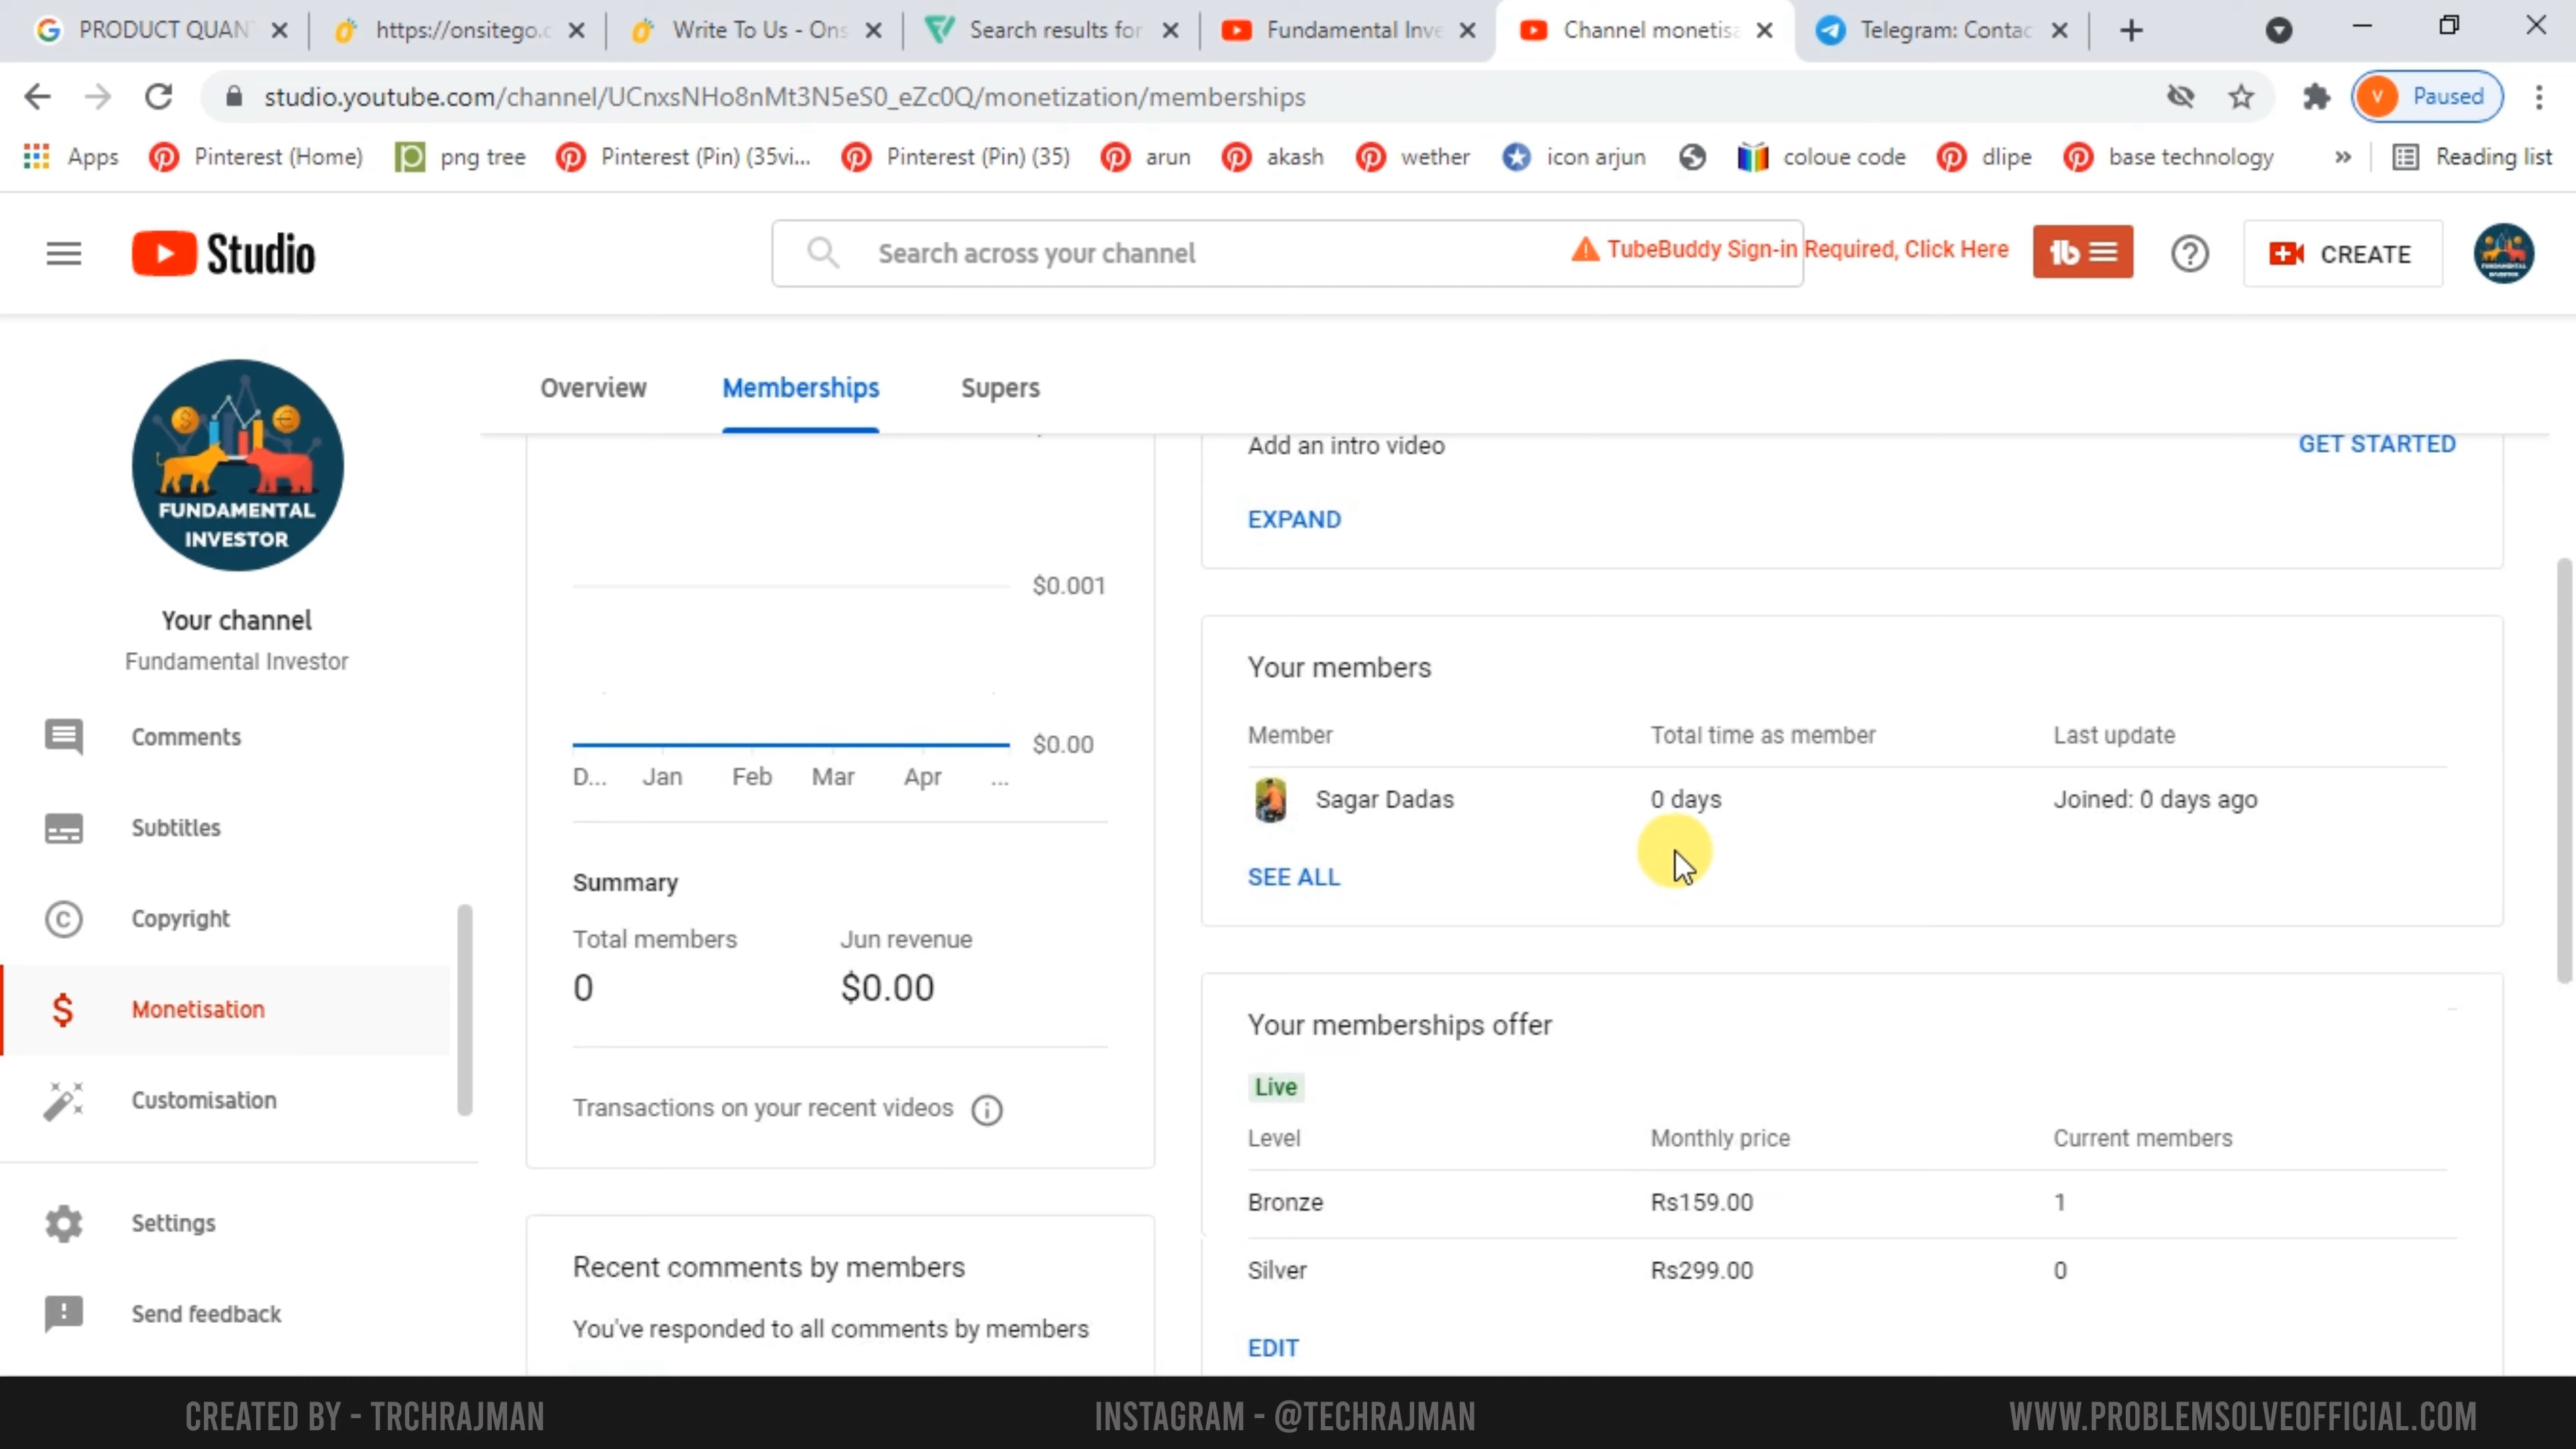 PRODUCT QUAN
https://onsitego.c
Write To Us - Ons
Search results for
Fundamental Inve
Channel monetisa
Telegram: Contac
studio.youtube.com/channel/UCnxsNHo8nMt3N5eS0_eZc0Q/monetization/memberships
V Paused
Apps
Pinterest (Home)
png tree
Pinterest (Pin) (35vi...
Pinterest (Pin) (35)
arun
akash
wether
icon arjun
coloue code
dlipe
base technology
»
Reading list
Studio
Search across your channel
TubeBuddy Sign-in Required, Click Here
tb
CREATE
Overview
Memberships
Supers
FUNDAMENTAL
INVESTOR
Your channel
Fundamental Investor
Comments
Subtitles
Copyright
Monetisation
Customisation
Settings
Send feedback
$0.001
$0.00
D... Jan Feb Mar Apr ...
Summary
Total members Jun revenue
0 $0.00
Transactions on your recent videos
Recent comments by members
You've responded to all comments by members
Add an intro video
GET STARTED
EXPAND
Your members
Member Total time as member Last update
Sagar Dadas 0 days Joined: 0 days ago
SEE ALL
Your memberships offer
Live
Level Monthly price Current members
Bronze Rs159.00 1
Silver Rs299.00 0
EDIT
CREATED BY - TRCHRAJMAN
INSTAGRAM - @TECHRAJMAN
WWW.PROBLEMSOLVEOFFICIAL.COM